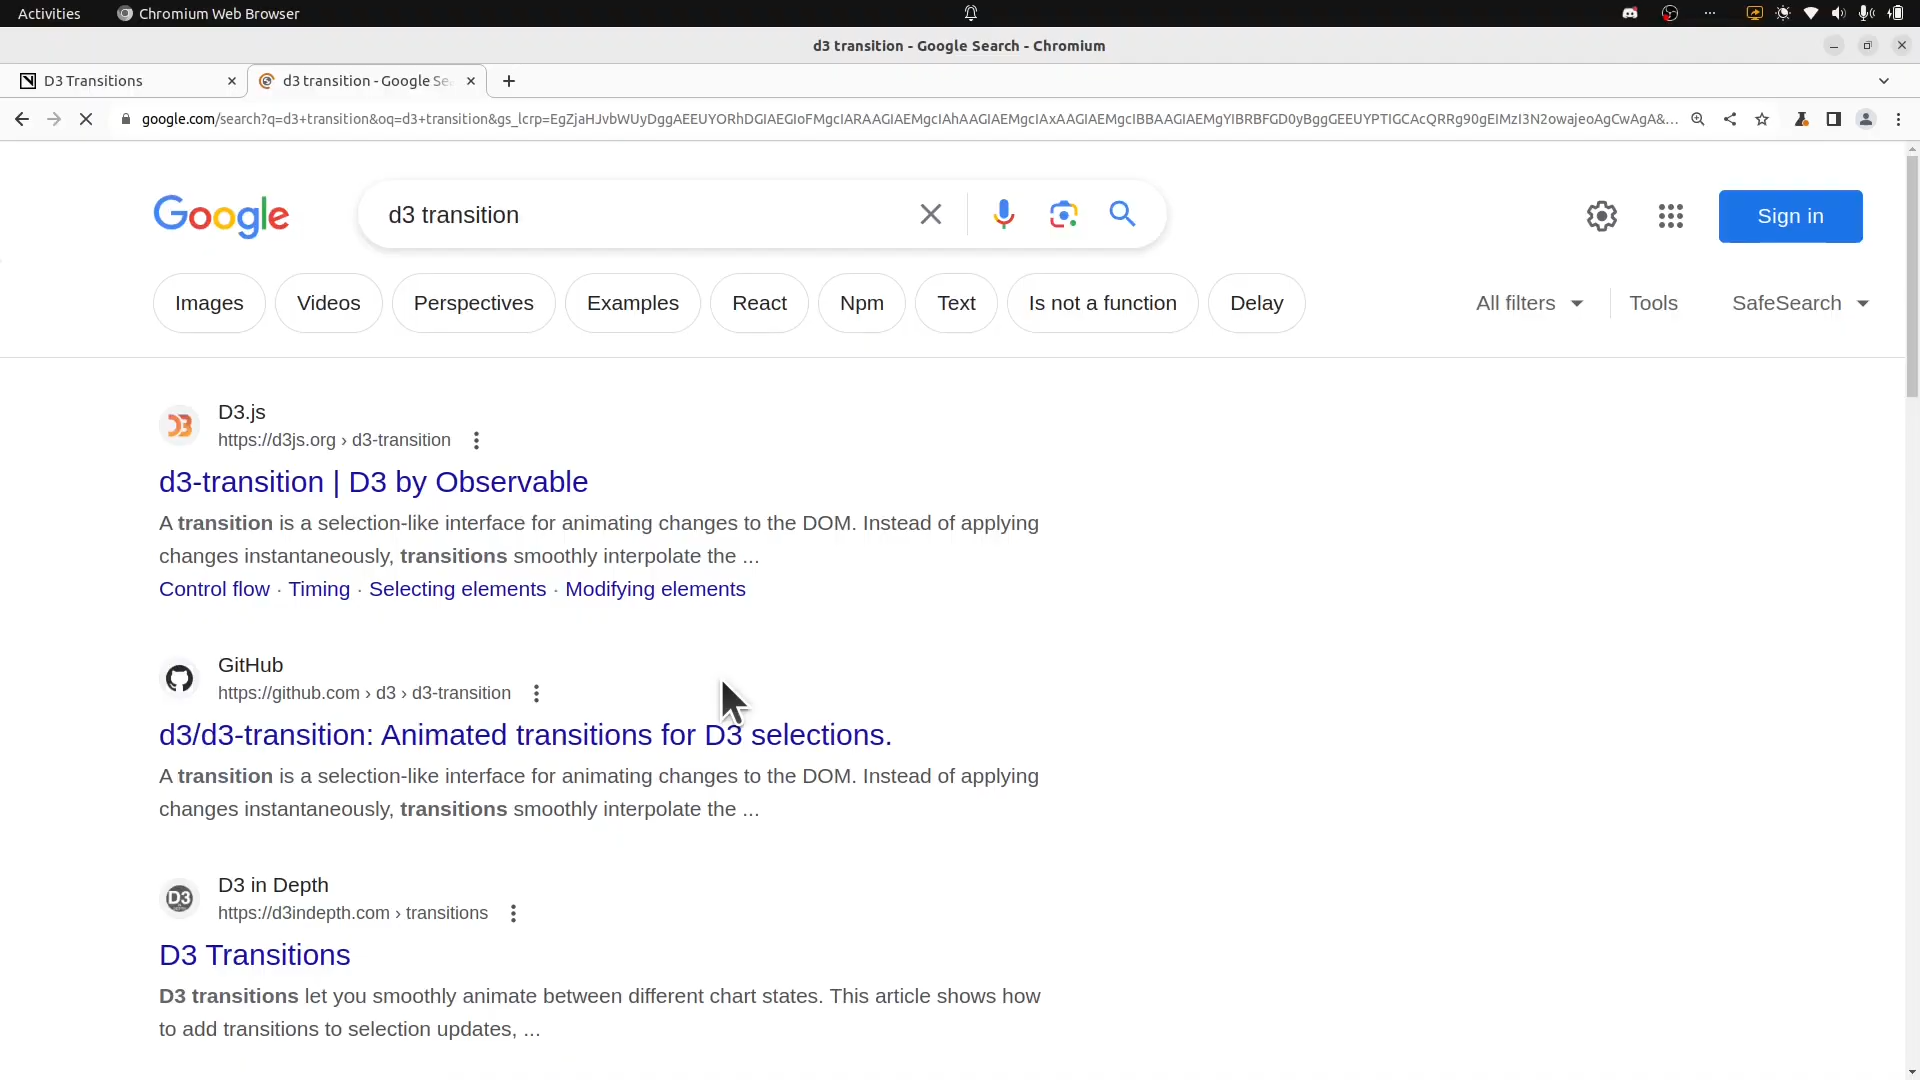 Activities
Chromium Web Browser
d3 transition - Google Search - Chromium
D3 Transitions
d3 transition - Google Se
google.com/search?q=d3+transition&oq=d3+transition&gs_lcrp=EgZjaHJvbWUyDggAEEUYORhDGIAEGIoFMgcIARAAGIAEMgcIAhAAGIAEMgcIAxAAGIAEMgcIBBAAGIAEMgYIBRBFGD0yBggGEEUYPTIGCAcQRRg90gEIMzI3N2owajeoAgCwAgA&...
Google
d3 transition
Sign in
Images
Videos
Perspectives
Examples
React
Npm
Text
Is not a function
Delay
All filters
Tools
SafeSearch
D3.js
https://d3js.org › d3-transition
d3-transition | D3 by Observable
A transition is a selection-like interface for animating changes to the DOM. Instead of applying
changes instantaneously, transitions smoothly interpolate the ...
Control flow · Timing · Selecting elements · Modifying elements
GitHub
https://github.com › d3 › d3-transition
d3/d3-transition: Animated transitions for D3 selections.
A transition is a selection-like interface for animating changes to the DOM. Instead of applying
changes instantaneously, transitions smoothly interpolate the ...
D3
D3 in Depth
https://d3indepth.com › transitions
D3 Transitions
D3 transitions let you smoothly animate between different chart states. This article shows how
to add transitions to selection updates, ...